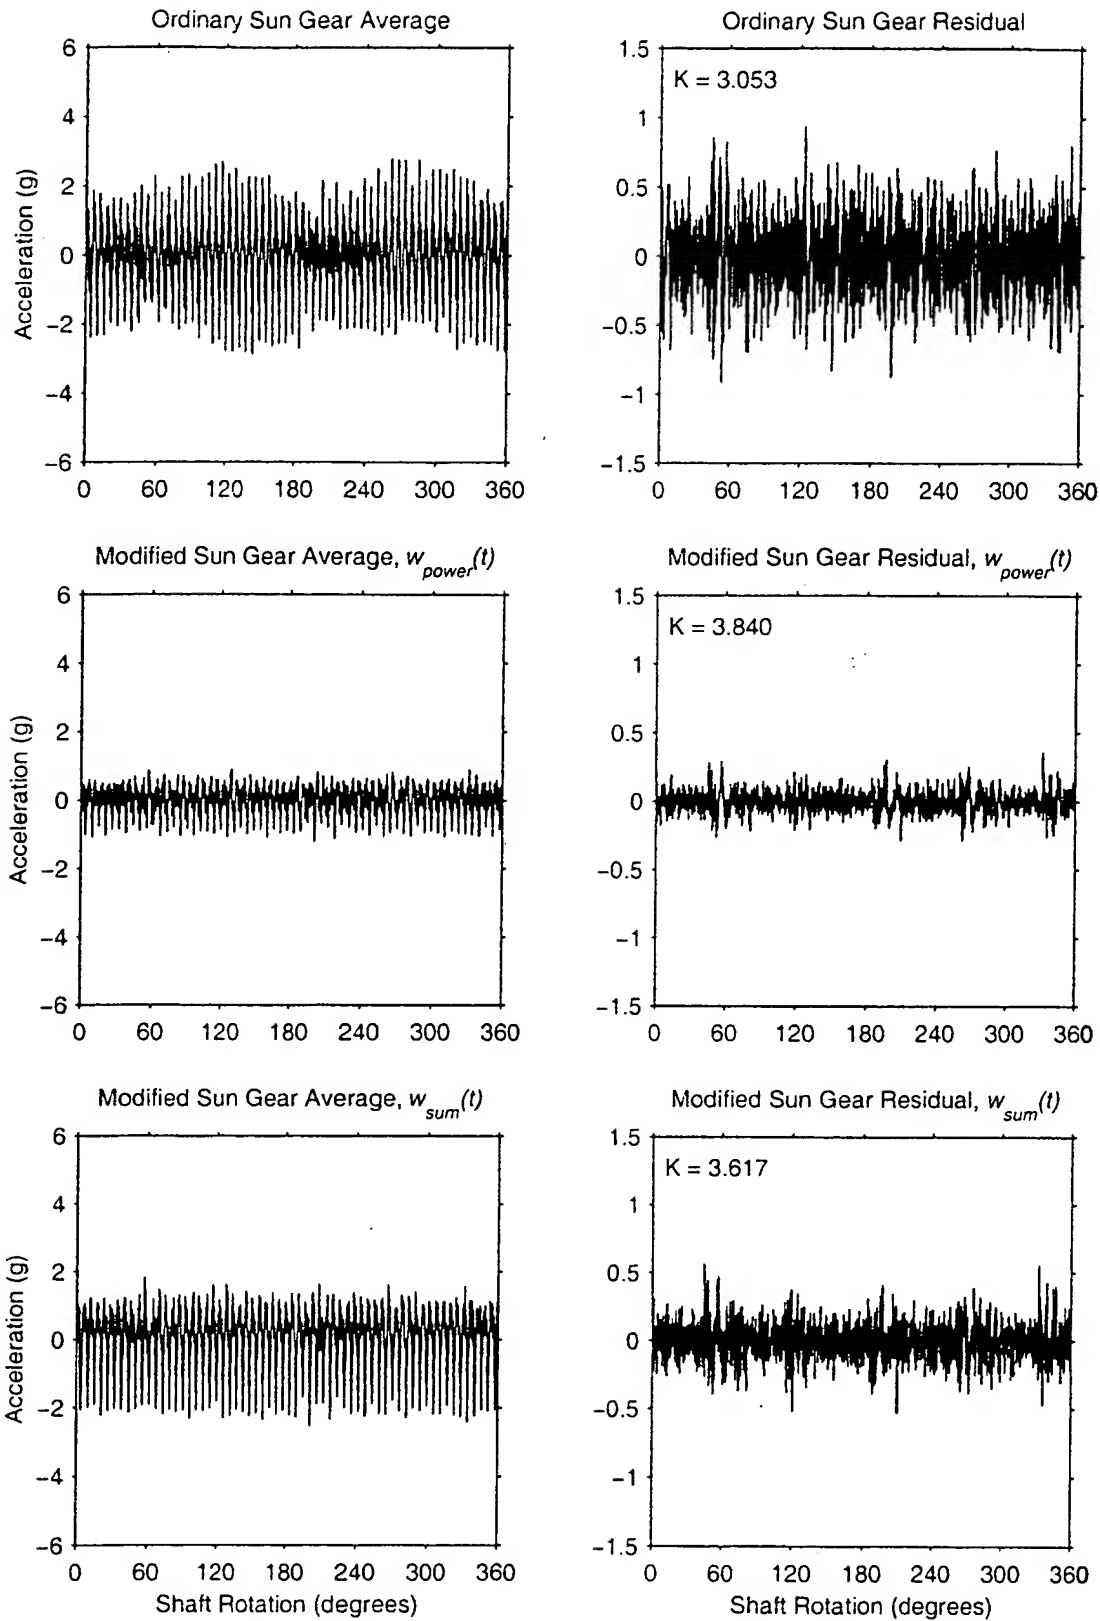 Ordinary Sun Gear Average
Acceleration (g)
6
4
2
0
−2
−4
−6
0 60 120 180 240 300 360
Ordinary Sun Gear Residual
K = 3.053
1.5
1
0.5
0
−0.5
−1
−1.5
0 60 120 180 240 300 360
Modified Sun Gear Average, w_power(t)
Acceleration (g)
6
4
2
0
−2
−4
−6
0 60 120 180 240 300 360
Modified Sun Gear Residual, w_power(t)
K = 3.840
1.5
1
0.5
0
−0.5
−1
−1.5
0 60 120 180 240 300 360
Modified Sun Gear Average, w_sum(t)
Acceleration (g)
6
4
2
0
−2
−4
−6
0 60 120 180 240 300 360
Shaft Rotation (degrees)
Modified Sun Gear Residual, w_sum(t)
K = 3.617
1.5
1
0.5
0
−0.5
−1
−1.5
0 60 120 180 240 300 360
Shaft Rotation (degrees)